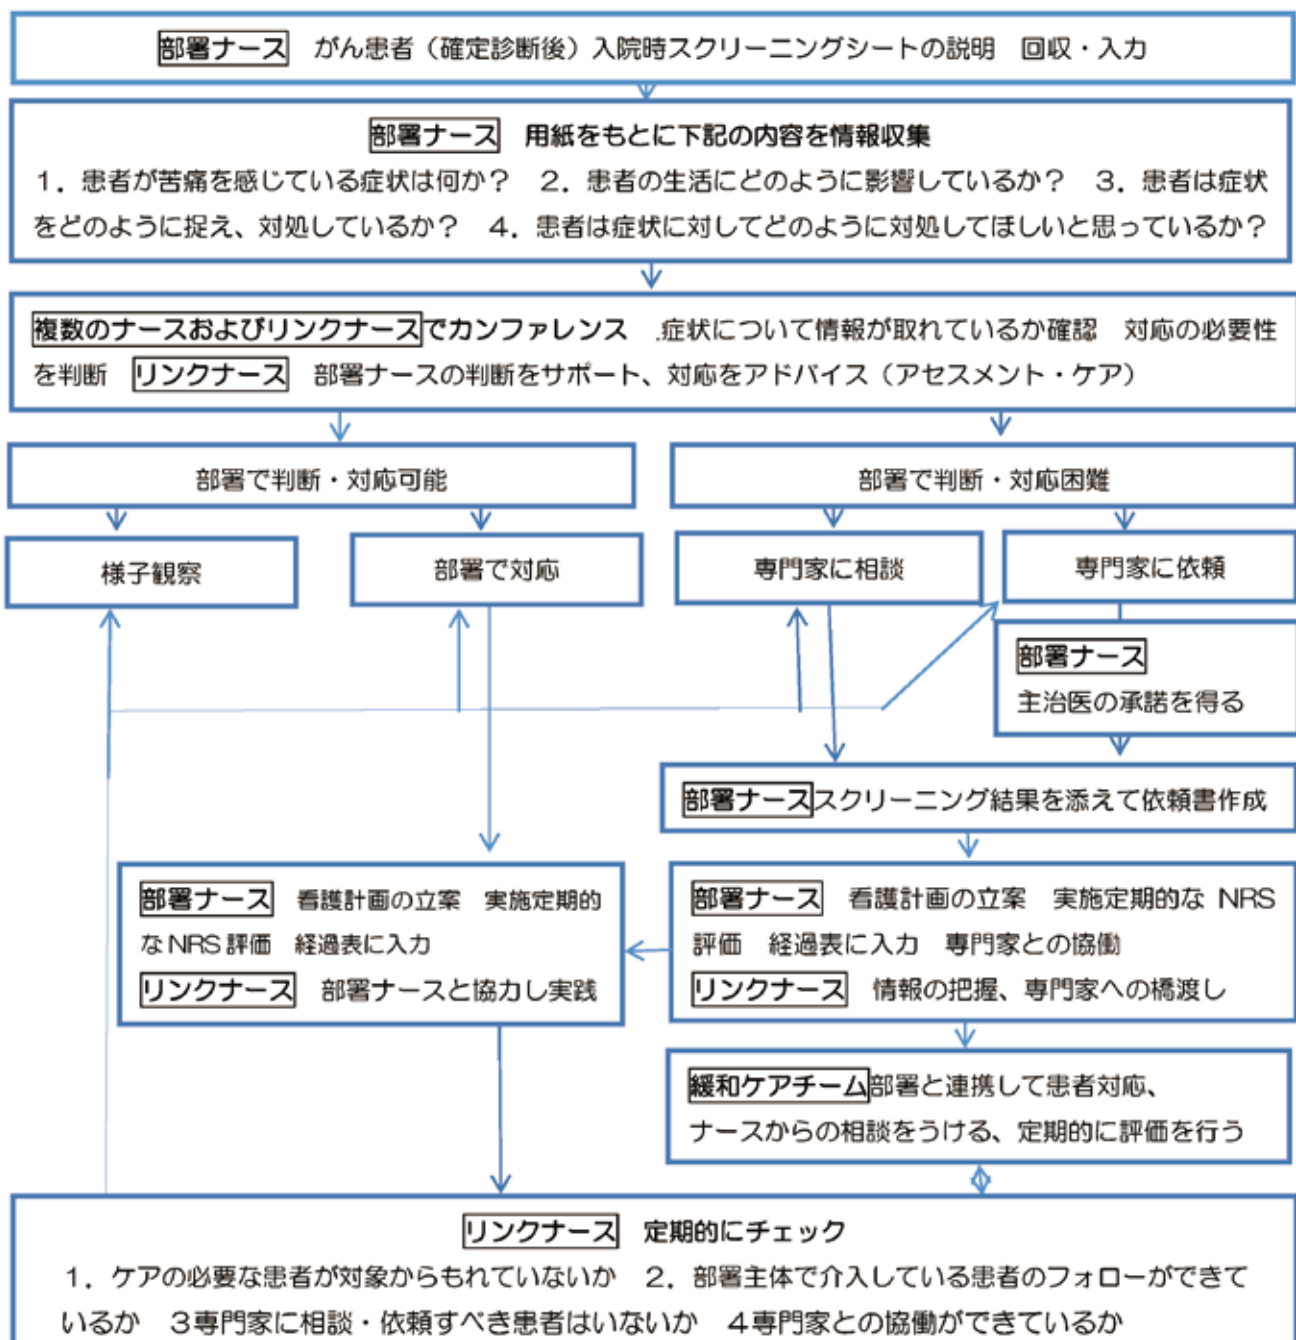 部署ナース　がん患者（確定診断後）入院時スクリーニングシートの説明　回収・入力
部署ナース　用紙をもとに下記の内容を情報収集
１．患者が苦痛を感じている症状は何か？　２．患者の生活にどのように影響しているか？　３．患者は症状
をどのように捉え、対処しているか？　４．患者は症状に対してどのように対処してほしいと思っているか？
複数のナースおよびリンクナースでカンファレンス　.症状について情報が取れているか確認　対応の必要性
を判断　リンクナース　部署ナースの判断をサポート、対応をアドバイス（アセスメント・ケア）
部署で判断・対応可能
部署で判断・対応困難
様子観察
部署で対応
専門家に相談
専門家に依頼
部署ナース
主治医の承諾を得る
部署ナーススクリーニング結果を添えて依頼書作成
部署ナース　看護計画の立案　実施定期的
なNRS評価　経過表に入力
リンクナース　部署ナースと協力し実践
部署ナース　看護計画の立案　実施定期的な NRS
評価　経過表に入力　専門家との協働
リンクナース　情報の把握、専門家への橋渡し
緩和ケアチーム部署と連携して患者対応、
ナースからの相談をうける、定期的に評価を行う
リンクナース　定期的にチェック
１．ケアの必要な患者が対象からもれていないか　２．部署主体で介入している患者のフォローができて
いるか　３専門家に相談・依頼すべき患者はいないか　４専門家との協働ができているか